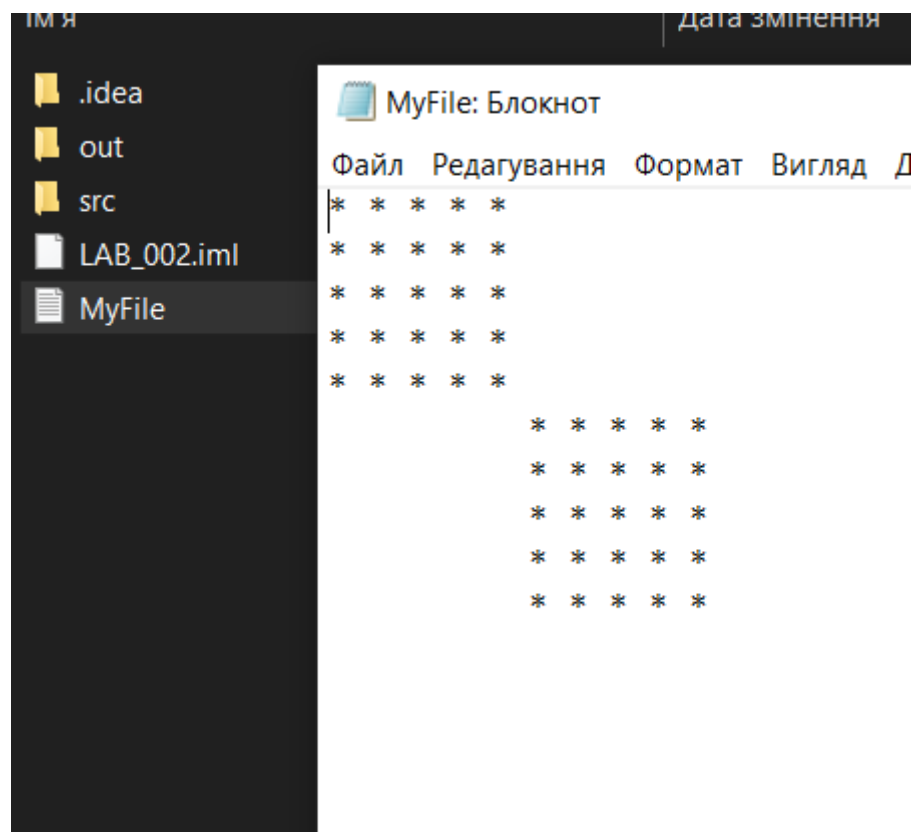 Ім'я
Дата змінення
.idea
out
src
LAB_002.iml
MyFile
MyFile: Блокнот
Файл Редагування Формат Вигляд Д
* * * * *
* * * * *
* * * * *
* * * * *
* * * * *
          * * * * *
          * * * * *
          * * * * *
          * * * * *
          * * * * *